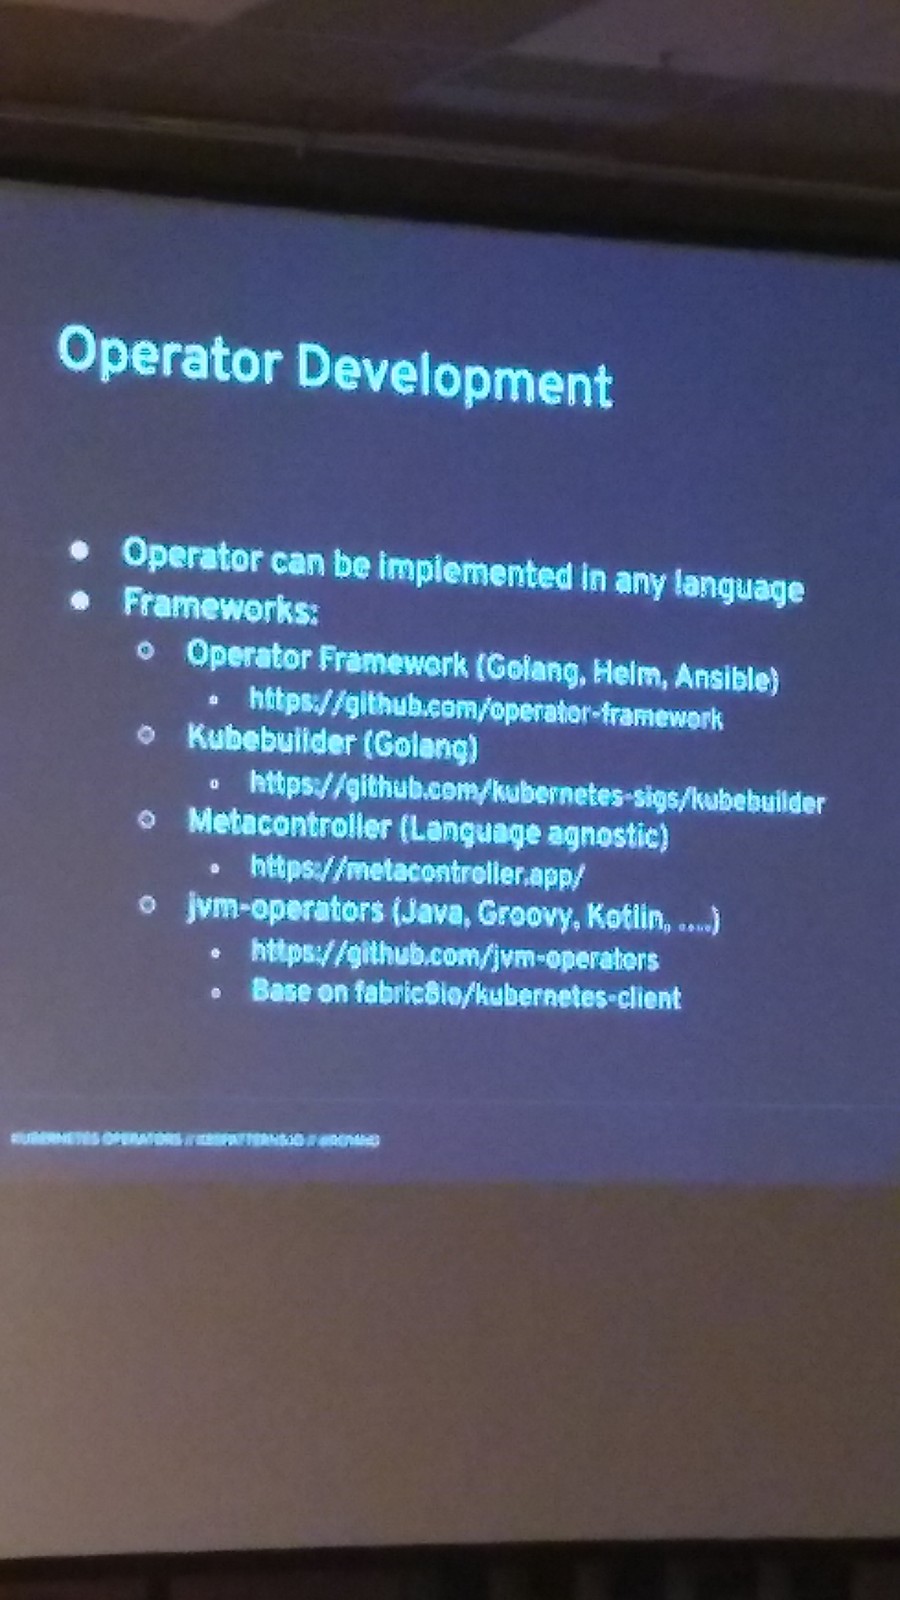 Operator Development
● Operator can be implemented in any language
● Frameworks:
○ Operator Framework (Golang, Helm, Ansible)
▪ https://github.com/operator-framework
○ Kubebuilder (Golang)
▪ https://github.com/kubernetes-sigs/kubebuilder
○ Metacontroller (Language agnostic)
▪ https://metacontroller.app/
○ jvm-operators (Java, Groovy, Kotlin, ....)
▪ https://github.com/jvm-operators
▪ Base on fabric8io/kubernetes-client
KUBERNETES OPERATORS // K8SPATTERNS.IO //